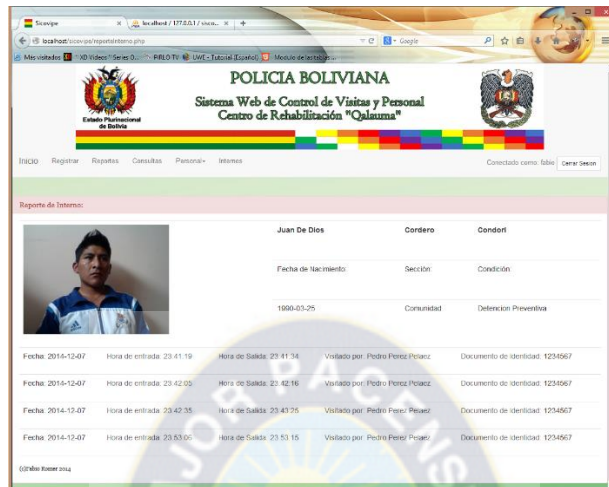 Sicovipe
localhost / 127.0.0.1 / sico...
localhost/sicovipe/reporteInterno.php
Google
Más visitados
UWE - Tutorial (Español)
Estado Plurinacional
de Bolivia
POLICIA BOLIVIANA
Sistema Web de Control de Visitas y Personal
Centro de Rehabilitación "Qalauma"
Inicio Registrar Reportes Consultas Personal Internos Conectado como: fabio Cerrar Sesion
Reporte de Interno:
Juan De Dios Cordero Condori
Fecha de Nacimiento: Sección: Condición:
1990-03-25 Comunidad Detencion Preventiva
Fecha: 2014-12-07 Hora de entrada: 23:41:19 Hora de Salida: 23:41:34 Visitado por: Pedro Perez Pelaez Documento de identidad: 1234567
Fecha: 2014-12-07 Hora de entrada: 23:42:05 Hora de Salida: 23:42:16 Visitado por: Pedro Perez Pelaez Documento de identidad: 1234567
Fecha: 2014-12-07 Hora de entrada: 23:42:35 Hora de Salida: 23:43:25 Visitado por: Pedro Perez Pelaez Documento de identidad: 1234567
Fecha: 2014-12-07 Hora de entrada: 23:53:06 Hora de Salida: 23:53:15 Visitado por: Pedro Perez Pelaez Documento de identidad: 1234567
2014